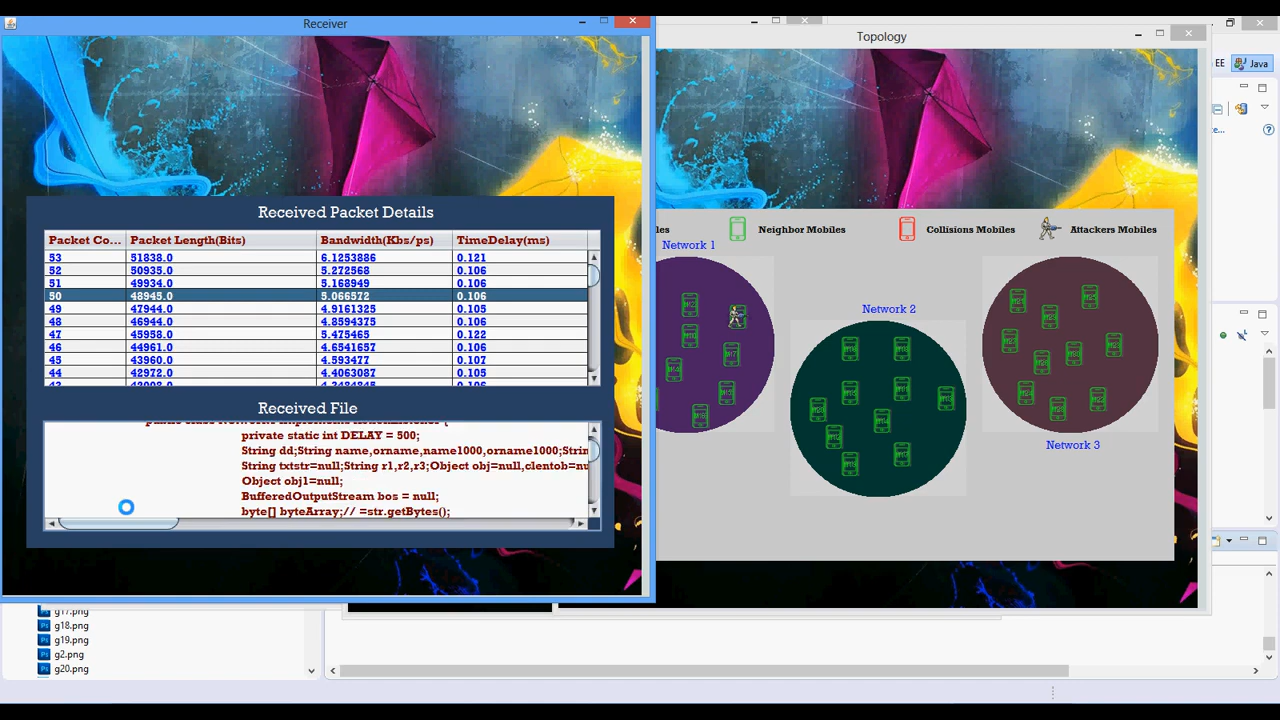 Receiver
Topology
EE
Java
Received Packet Details
Packet Co... Packet Length(Bits) Bandwidth(Kbs/ps) TimeDelay(ms)
53 51838.0 6.1253886 0.121
52 50935.0 5.272568 0.106
51 49934.0 5.168949 0.106
50 48945.0 5.066572 0.106
49 47944.0 4.9161325 0.105
48 46944.0 4.8594375 0.106
47 45958.0 5.475465 0.122
46 44961.0 4.6541657 0.106
45 43960.0 4.593477 0.107
44 42972.0 4.4063087 0.105
Received File
private static int DELAY = 500;
String dd;String name,orname,name1000,orname1000;Strin
String txtstr=null;String r1,r2,r3;Object obj=null,clentob=nu
Object obj1=null;
BufferedOutputStream bos = null;
byte[] byteArray;// =str.getBytes();
les
Neighbor Mobiles
Collisions Mobiles
Attackers Mobiles
Network 1
Network 2
Network 3
g17.png
g18.png
g19.png
g2.png
g20.png